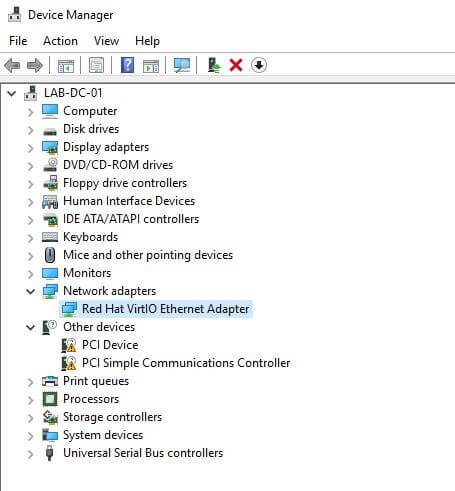 Device Manager
File Action View Help
LAB-DC-01
Computer
Disk drives
Display adapters
DVD/CD-ROM drives
Floppy drive controllers
Human Interface Devices
IDE ATA/ATAPI controllers
Keyboards
Mice and other pointing devices
Monitors
Network adapters
Red Hat VirtIO Ethernet Adapter
Other devices
PCI Device
PCI Simple Communications Controller
Print queues
Processors
Storage controllers
System devices
Universal Serial Bus controllers